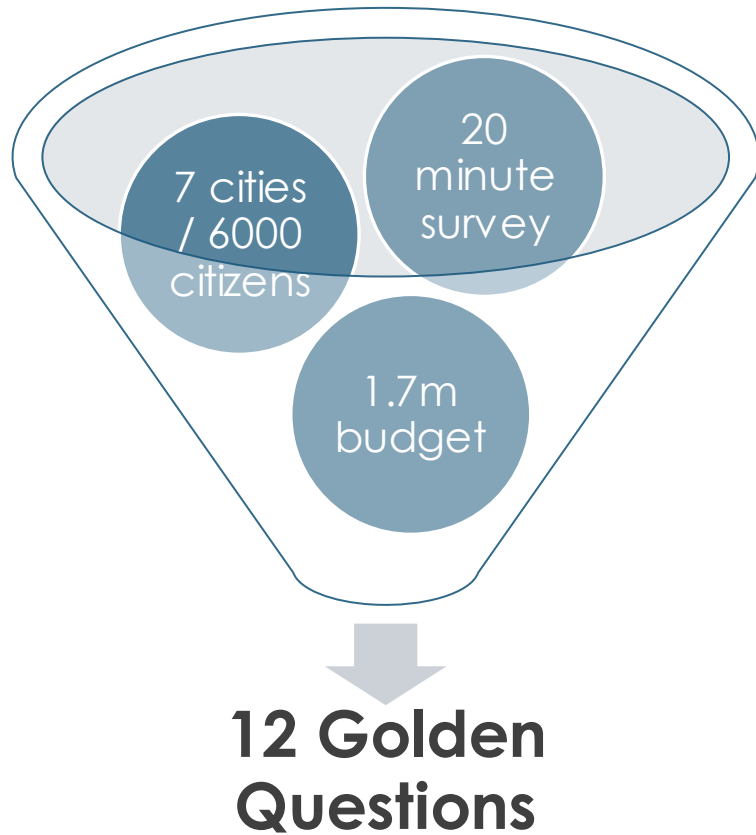 7 cities
/ 6000
citizens
20
minute
survey
1.7m
budget
12 Golden
Questions